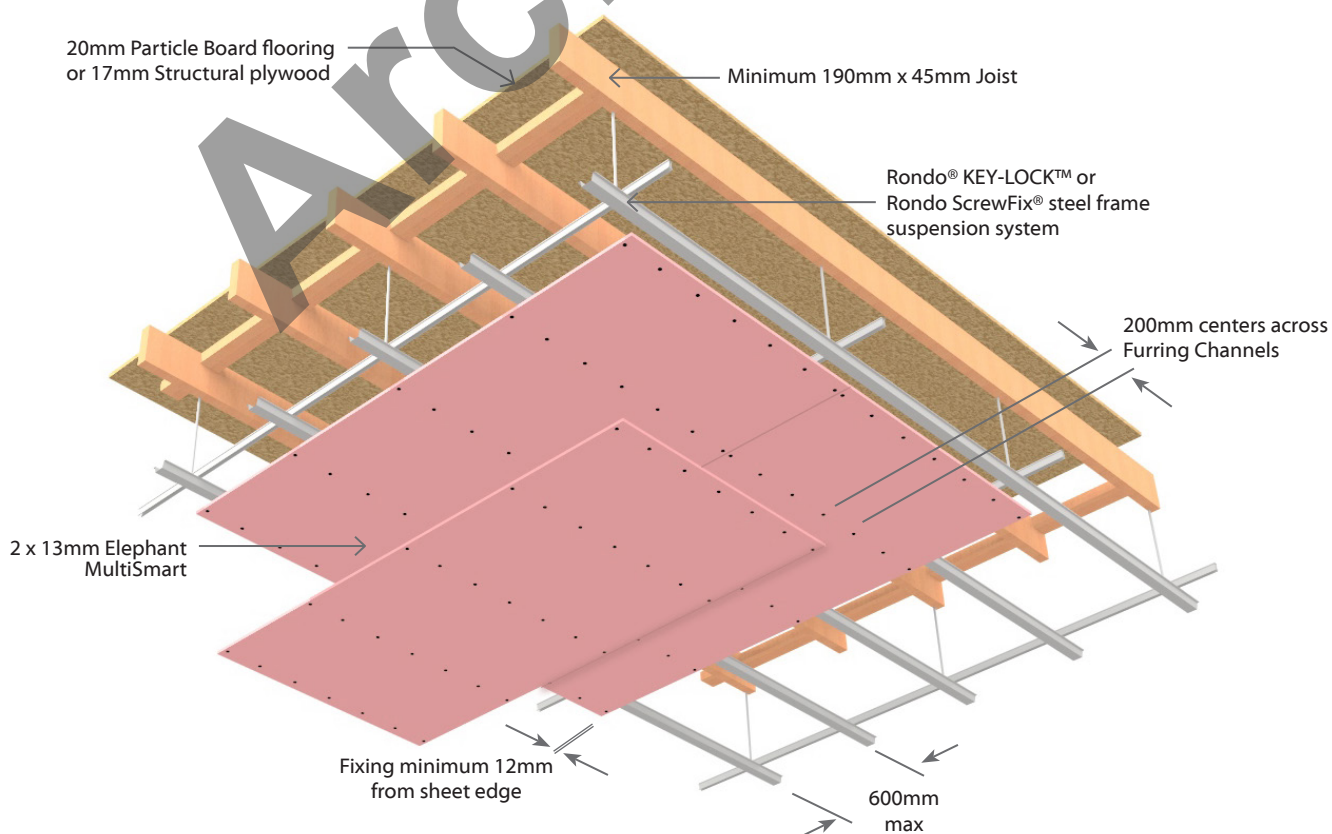 20mm Particle Board flooring
or 17mm Structural plywood
Minimum 190mm x 45mm Joist
Rondo® KEY-LOCK™ or
Rondo ScrewFix® steel frame
suspension system
200mm centers across
Furring Channels
2 x 13mm Elephant
MultiSmart
Fixing minimum 12mm
from sheet edge
600mm
max